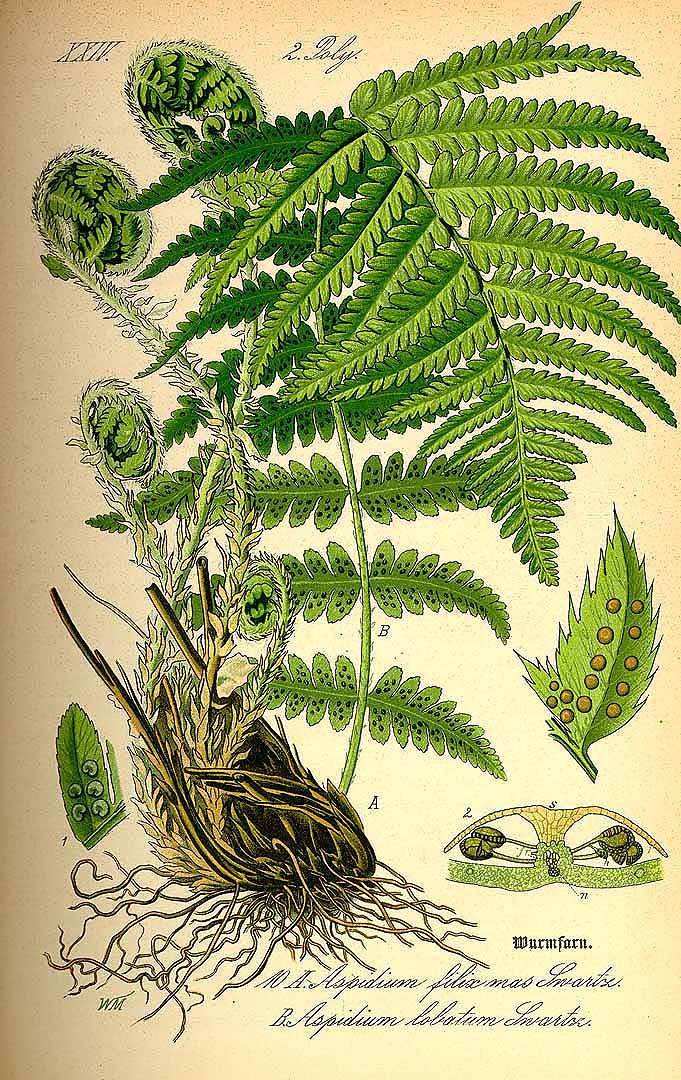 XXIV.
2. Poly.
B
A
1
2
s
h
n
Wurmfarn.
10 A. Aspidium filix mas Swartz.
B. Aspidium lobatum Swartz.
WM